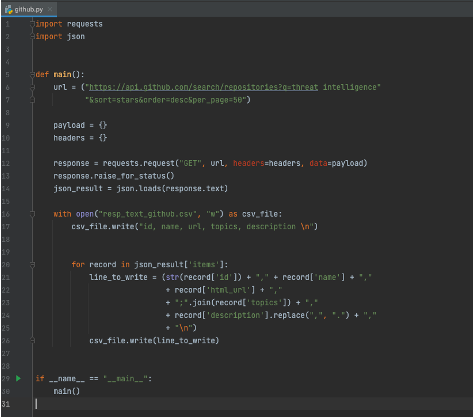 github.py
1 import requests
2 import json
3
4
5 def main():
6     url = ("https://api.github.com/search/repositories?q=threat intelligence"
7            "&sort=stars&order=desc&per_page=50")
8
9     payload = {}
10     headers = {}
11
12     response = requests.request("GET", url, headers=headers, data=payload)
13     response.raise_for_status()
14     json_result = json.loads(response.text)
15
16     with open("resp_text_github.csv", "w") as csv_file:
17         csv_file.write("id, name, url, topics, description \n")
18
19
20         for record in json_result['items']:
21             line_to_write = (str(record['id']) + "," + record['name'] + ","
22                              + record['html_url'] + ","
23                              + ";".join(record['topics']) + ","
24                              + record['description'].replace(",", ".") + ","
25                              + "\n")
26             csv_file.write(line_to_write)
27
28
29 if __name__ == "__main__":
30     main()
31